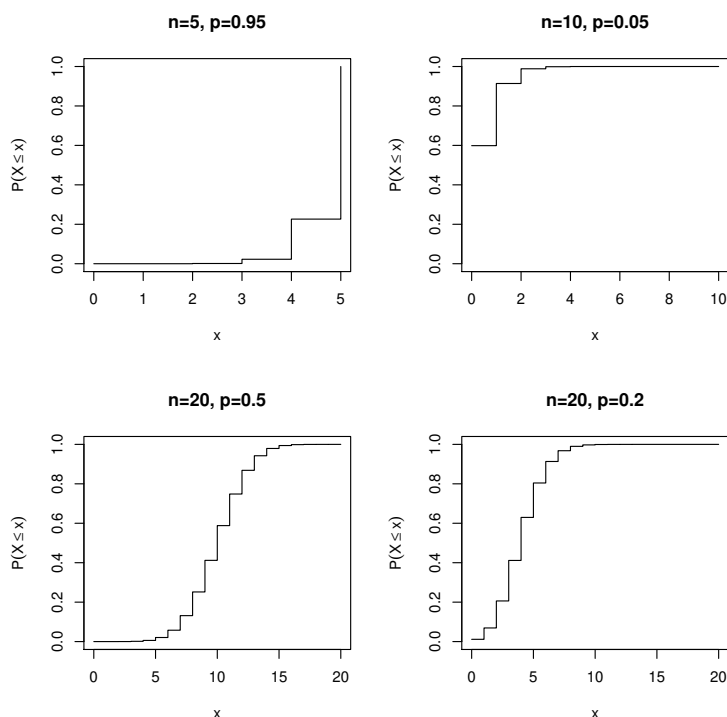 n=5, p=0.95
P(X ≤ x)
0.0 0.2 0.4 0.6 0.8 1.0
0 1 2 3 4 5
x
n=10, p=0.05
P(X ≤ x)
0.0 0.2 0.4 0.6 0.8 1.0
0 2 4 6 8 10
x
n=20, p=0.5
P(X ≤ x)
0.0 0.2 0.4 0.6 0.8 1.0
0 5 10 15 20
x
n=20, p=0.2
P(X ≤ x)
0.0 0.2 0.4 0.6 0.8 1.0
0 5 10 15 20
x